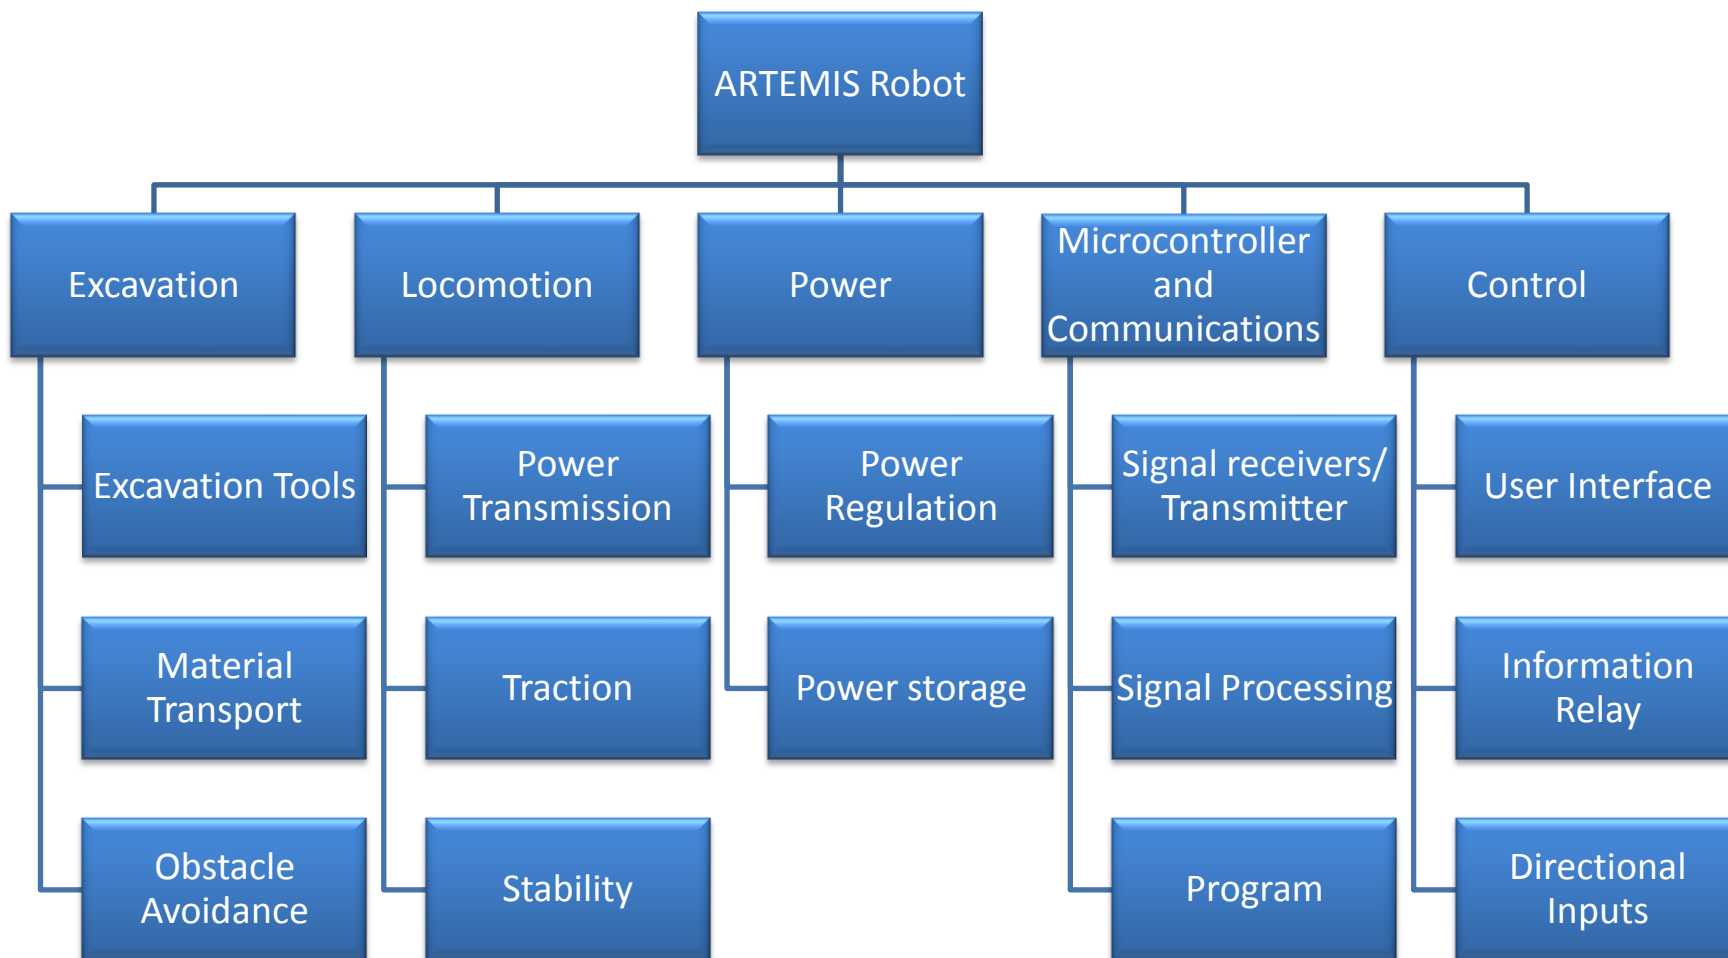 ARTEMIS Robot
Excavation
Locomotion
Power
Microcontroller
and
Communications
Control
Excavation Tools
Power
Transmission
Power
Regulation
Signal receivers/
Transmitter
User Interface
Material
Transport
Traction
Power storage
Signal Processing
Information
Relay
Obstacle
Avoidance
Stability
Program
Directional
Inputs